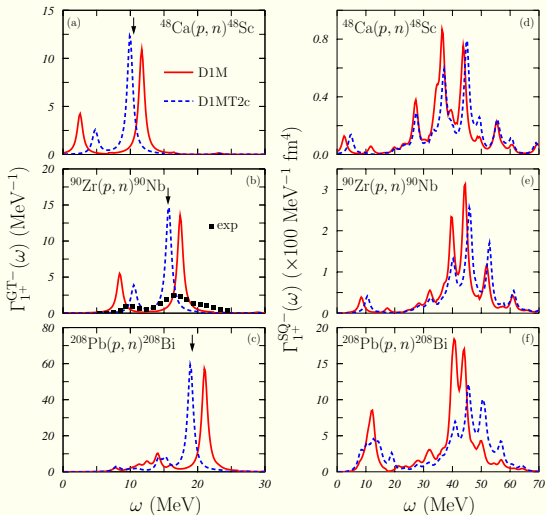 (a) ⁴⁸Ca(p, n)⁴⁸Sc
D1M
D1MT2c
15
10
5
0
(d) ⁴⁸Ca(p, n)⁴⁸Sc
0.8
0.4
0.0
⁹⁰Zr(p, n)⁹⁰Nb (b)
exp
20
15
10
5
0
⁹⁰Zr(p, n)⁹⁰Nb (e)
4
3
2
1
0
²⁰⁸Pb(p, n)²⁰⁸Bi (c)
80
60
40
20
0
0 10 20 30
²⁰⁸Pb(p, n)²⁰⁸Bi (f)
20
15
10
5
0
0 10 20 30 40 50 60 70
Γ₁₊^GT−(ω) (MeV⁻¹)
Γ₁₊^SQ−(ω) (×100 MeV⁻¹ fm⁴)
ω (MeV)
ω (MeV)